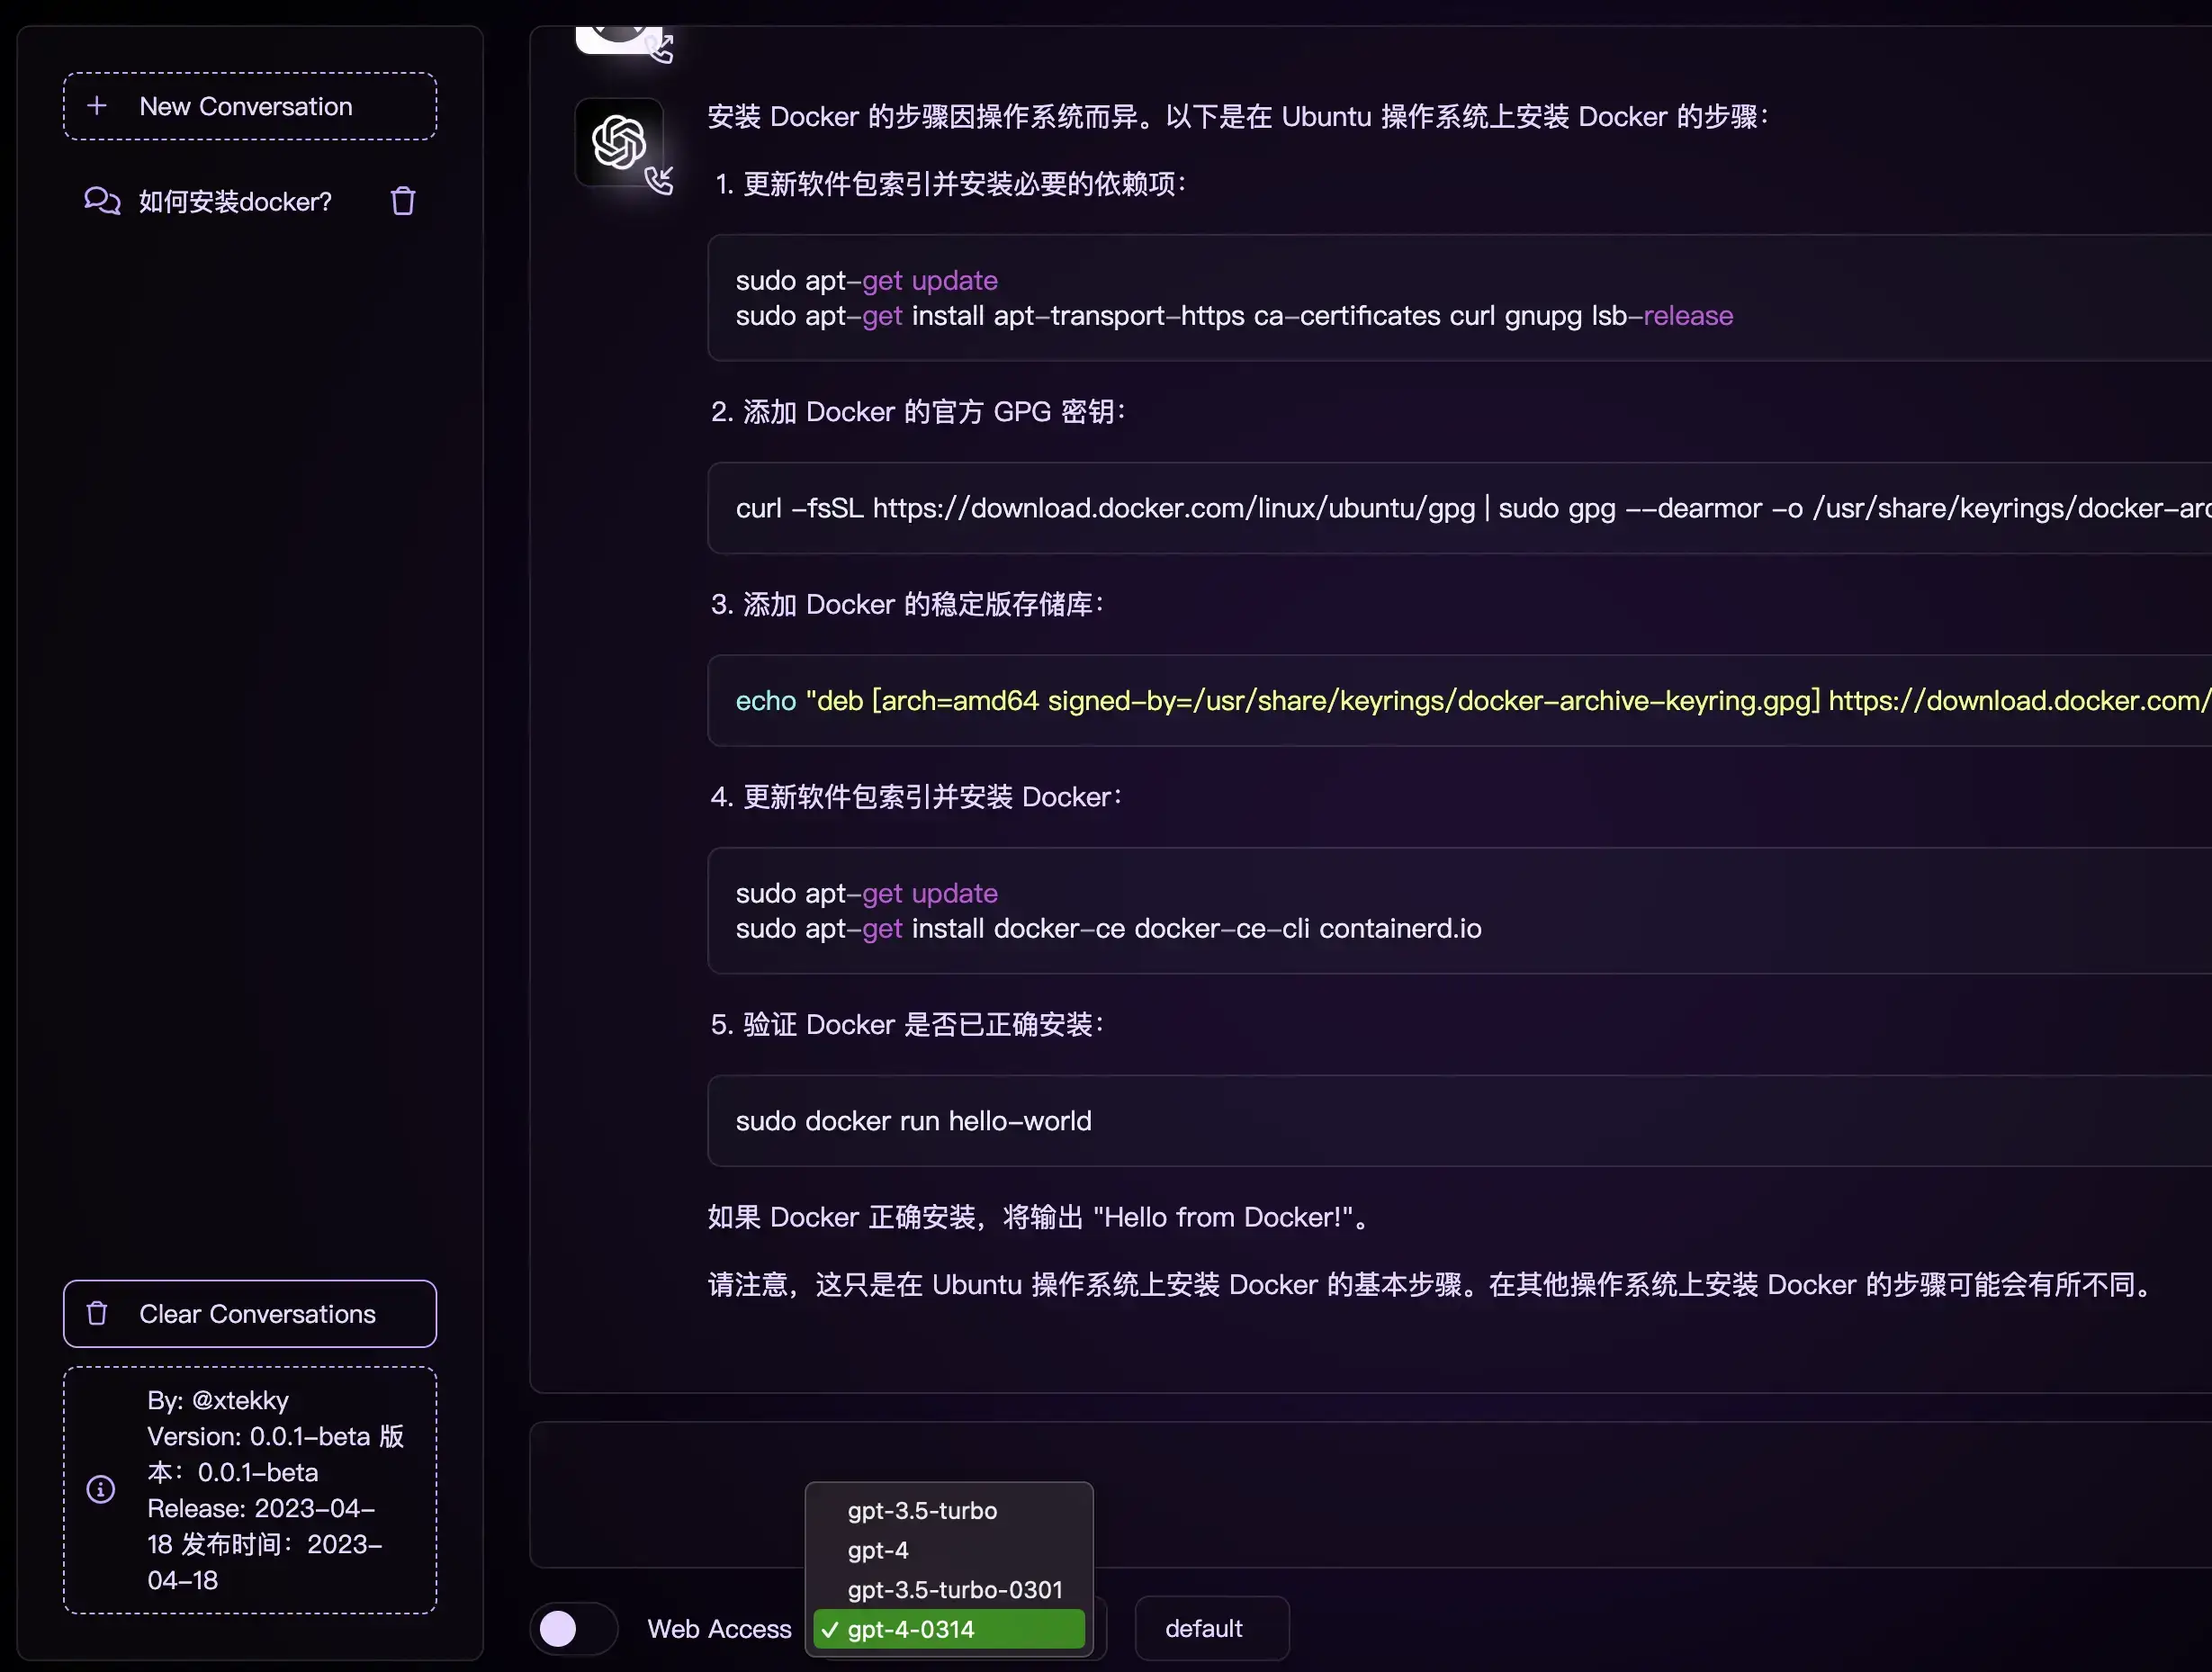 New Conversation
如何安装docker?
安装 Docker 的步骤因操作系统而异。以下是在 Ubuntu 操作系统上安装 Docker 的步骤：
1. 更新软件包索引并安装必要的依赖项：
sudo apt-get update
sudo apt-get install apt-transport-https ca-certificates curl gnupg lsb-release
2. 添加 Docker 的官方 GPG 密钥：
curl -fsSL https://download.docker.com/linux/ubuntu/gpg | sudo gpg --dearmor -o /usr/share/keyrings/docker-arc
3. 添加 Docker 的稳定版存储库：
echo "deb [arch=amd64 signed-by=/usr/share/keyrings/docker-archive-keyring.gpg] https://download.docker.com/
4. 更新软件包索引并安装 Docker：
sudo apt-get update
sudo apt-get install docker-ce docker-ce-cli containerd.io
5. 验证 Docker 是否已正确安装：
sudo docker run hello-world
如果 Docker 正确安装，将输出 "Hello from Docker!"。
请注意，这只是在 Ubuntu 操作系统上安装 Docker 的基本步骤。在其他操作系统上安装 Docker 的步骤可能会有所不同。
Clear Conversations
By: @xtekky
Version: 0.0.1-beta 版
本：0.0.1-beta
Release: 2023-04-
18 发布时间：2023-
04-18
gpt-3.5-turbo
gpt-4
gpt-3.5-turbo-0301
✓ gpt-4-0314
Web Access
default